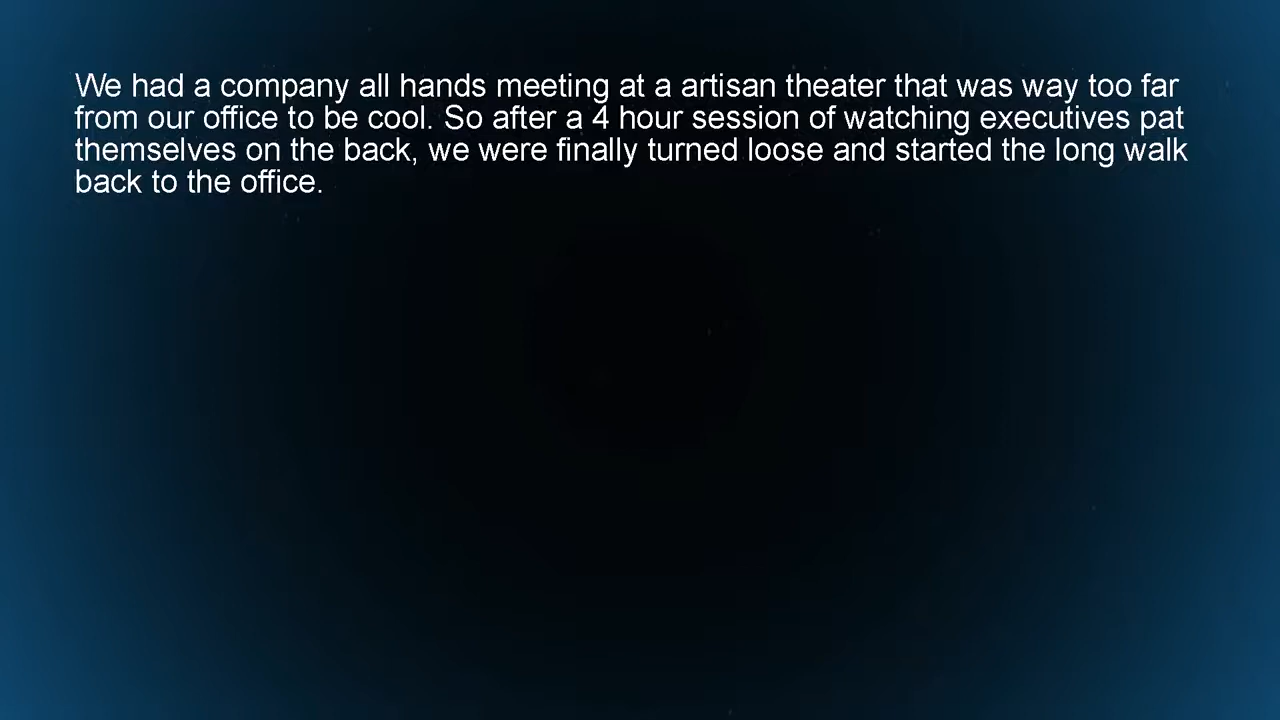 We had a company all hands meeting at a artisan theater that was way too far
from our office to be cool. So after a 4 hour session of watching executives pat
themselves on the back, we were finally turned loose and started the long walk
back to the office.